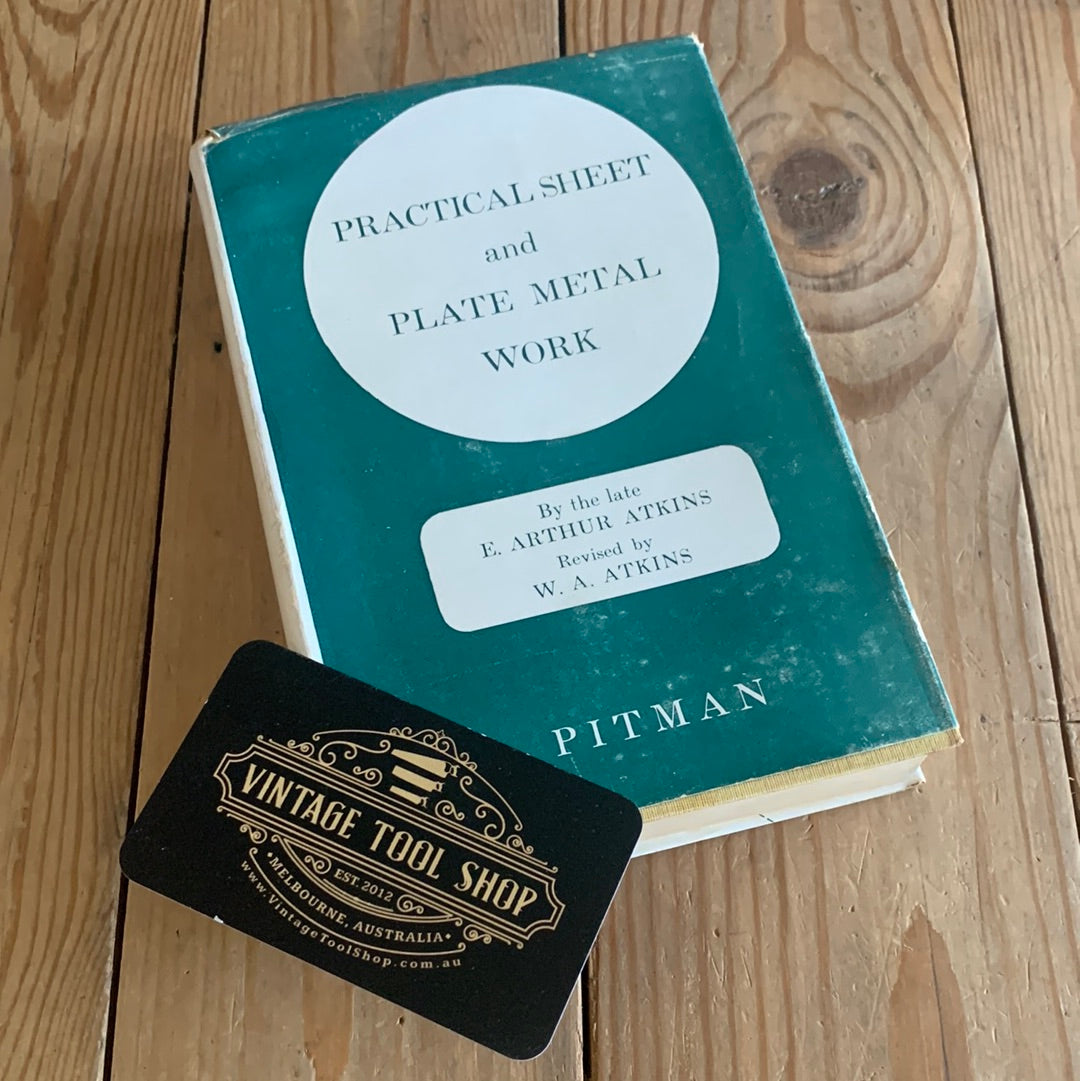 PRACTICAL SHEET
and
PLATE METAL
WORK
By the late
E. ARTHUR ATKINS
Revised by
W. A. ATKINS
PITMAN
VINTAGE TOOL SHOP
EST. 2012
•MELBOURNE, AUSTRALIA•
www.VintageToolShop.com.au